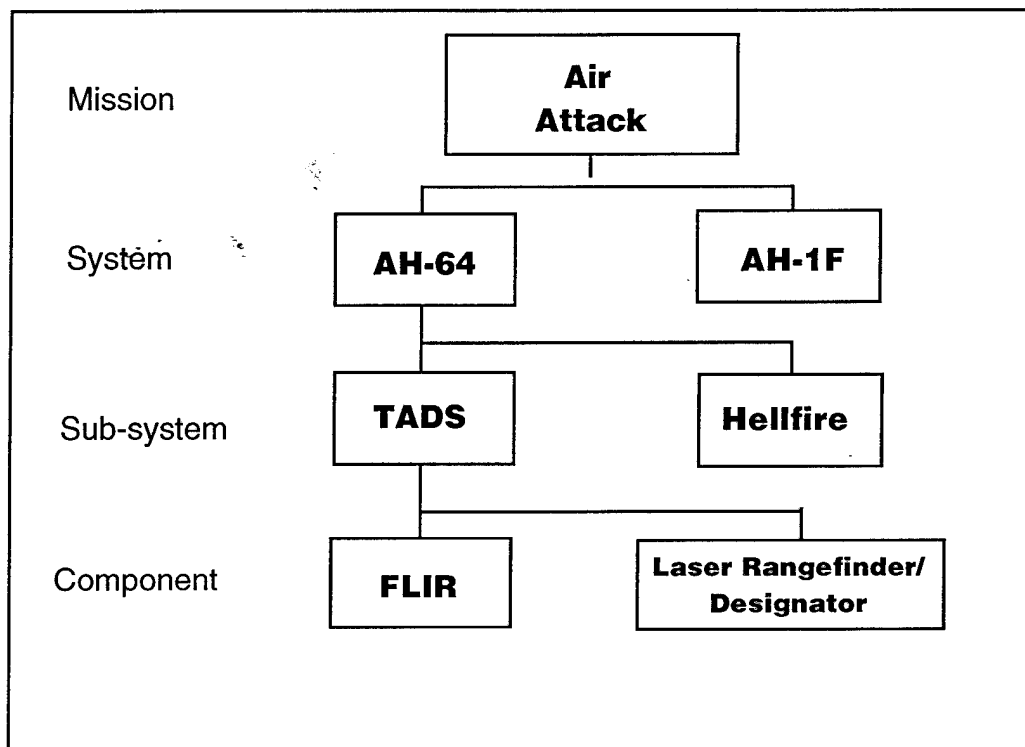 Mission
Air
Attack
System
AH-64
AH-1F
Sub-system
TADS
Hellfire
Component
FLIR
Laser Rangefinder/
Designator